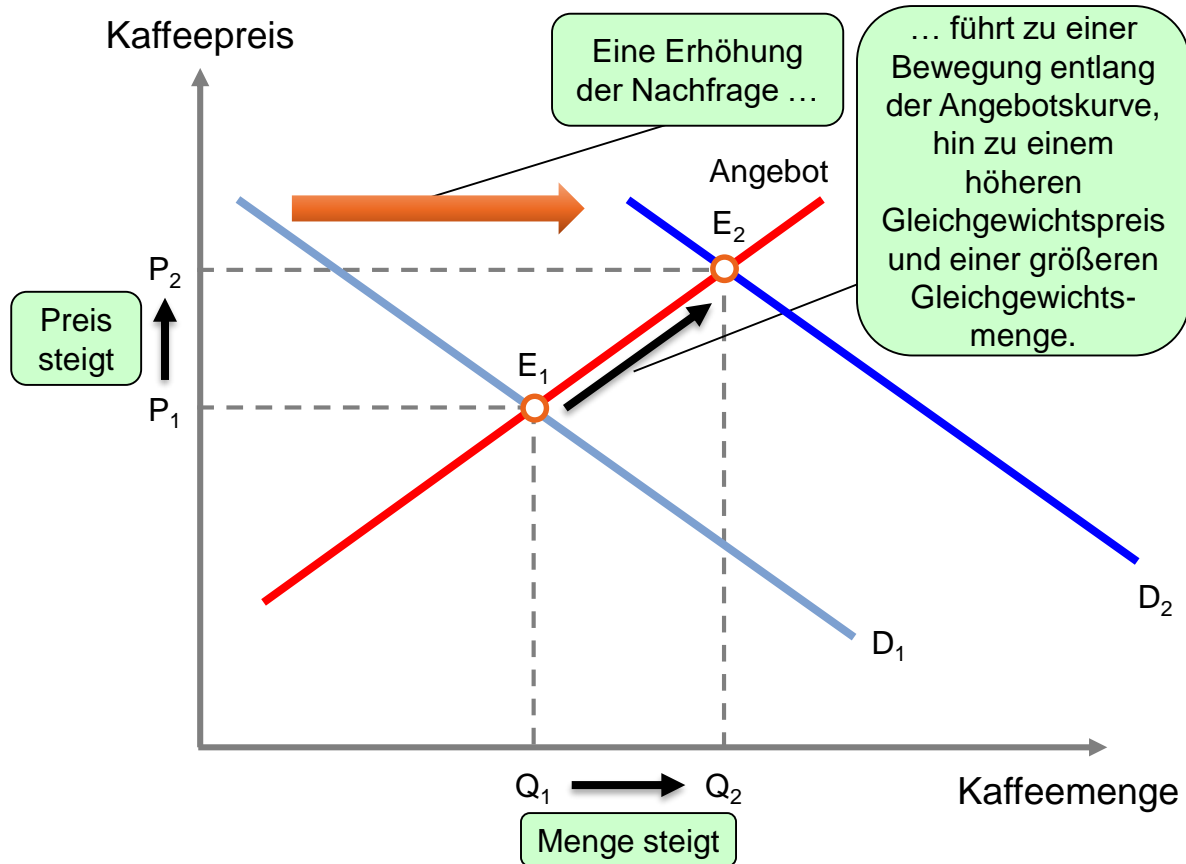 Kaffeepreis
Eine Erhöhung
der Nachfrage …
… führt zu einer
Bewegung entlang
der Angebotskurve,
hin zu einem
höheren
Gleichgewichtspreis
und einer größeren
Gleichgewichts-
menge.
Angebot
E₂
P₂
Preis
steigt
E₁
P₁
D₂
D₁
Q₁
Q₂
Kaffeemenge
Menge steigt